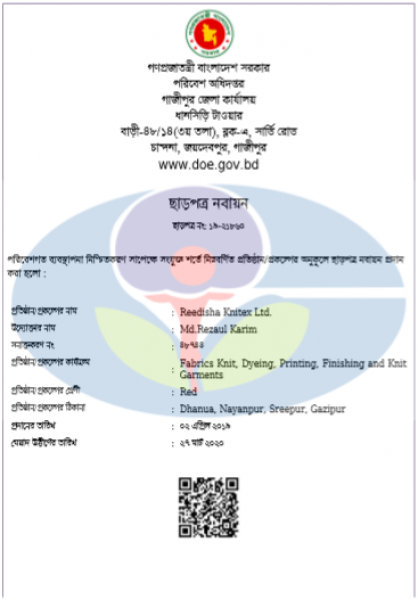 গণপ্রজাতন্ত্রী বাংলাদেশ সরকার
পরিবেশ অধিদপ্তর
গাজীপুর জেলা কার্যালয়
ধানসিঁড়ি টাওয়ার
বাড়ী-৪৮/১৪(৩য় তলা), ব্লক-এ, সার্ডি রোড
চান্দনা, জয়দেবপুর, গাজীপুর
www.doe.gov.bd
ছাড়পত্র নবায়ন
ছাড়পত্র নং: ১৯-২১৮৬০
পরিবেশগত ব্যবস্থাপনা নিশ্চিতকরণ সাপেক্ষে সংযুক্ত শর্তে নিম্নবর্ণিত প্রতিষ্ঠান/প্রকল্পের অনুকূলে ছাড়পত্র নবায়ন প্রদান
করা হলো :
প্রতিষ্ঠান/প্রকল্পের নাম : Reedisha Knitex Ltd.
উদ্যোক্তার নাম : Md.Rezaul Karim
সনাক্তকরণ নং : ৪৮৭৪৪
প্রতিষ্ঠান/প্রকল্পের কার্যক্রম : Fabrics Knit, Dyeing, Printing, Finishing and Knit
Garments
প্রতিষ্ঠান/প্রকল্পের শ্রেণী : Red
প্রতিষ্ঠান/প্রকল্পের ঠিকানা : Dhanua, Nayanpur, Sreepur, Gazipur
প্রদানের তারিখ : ০২ এপ্রিল ২০১৯
মেয়াদ উত্তীর্ণের তারিখ : ২৭ মার্চ ২০২০